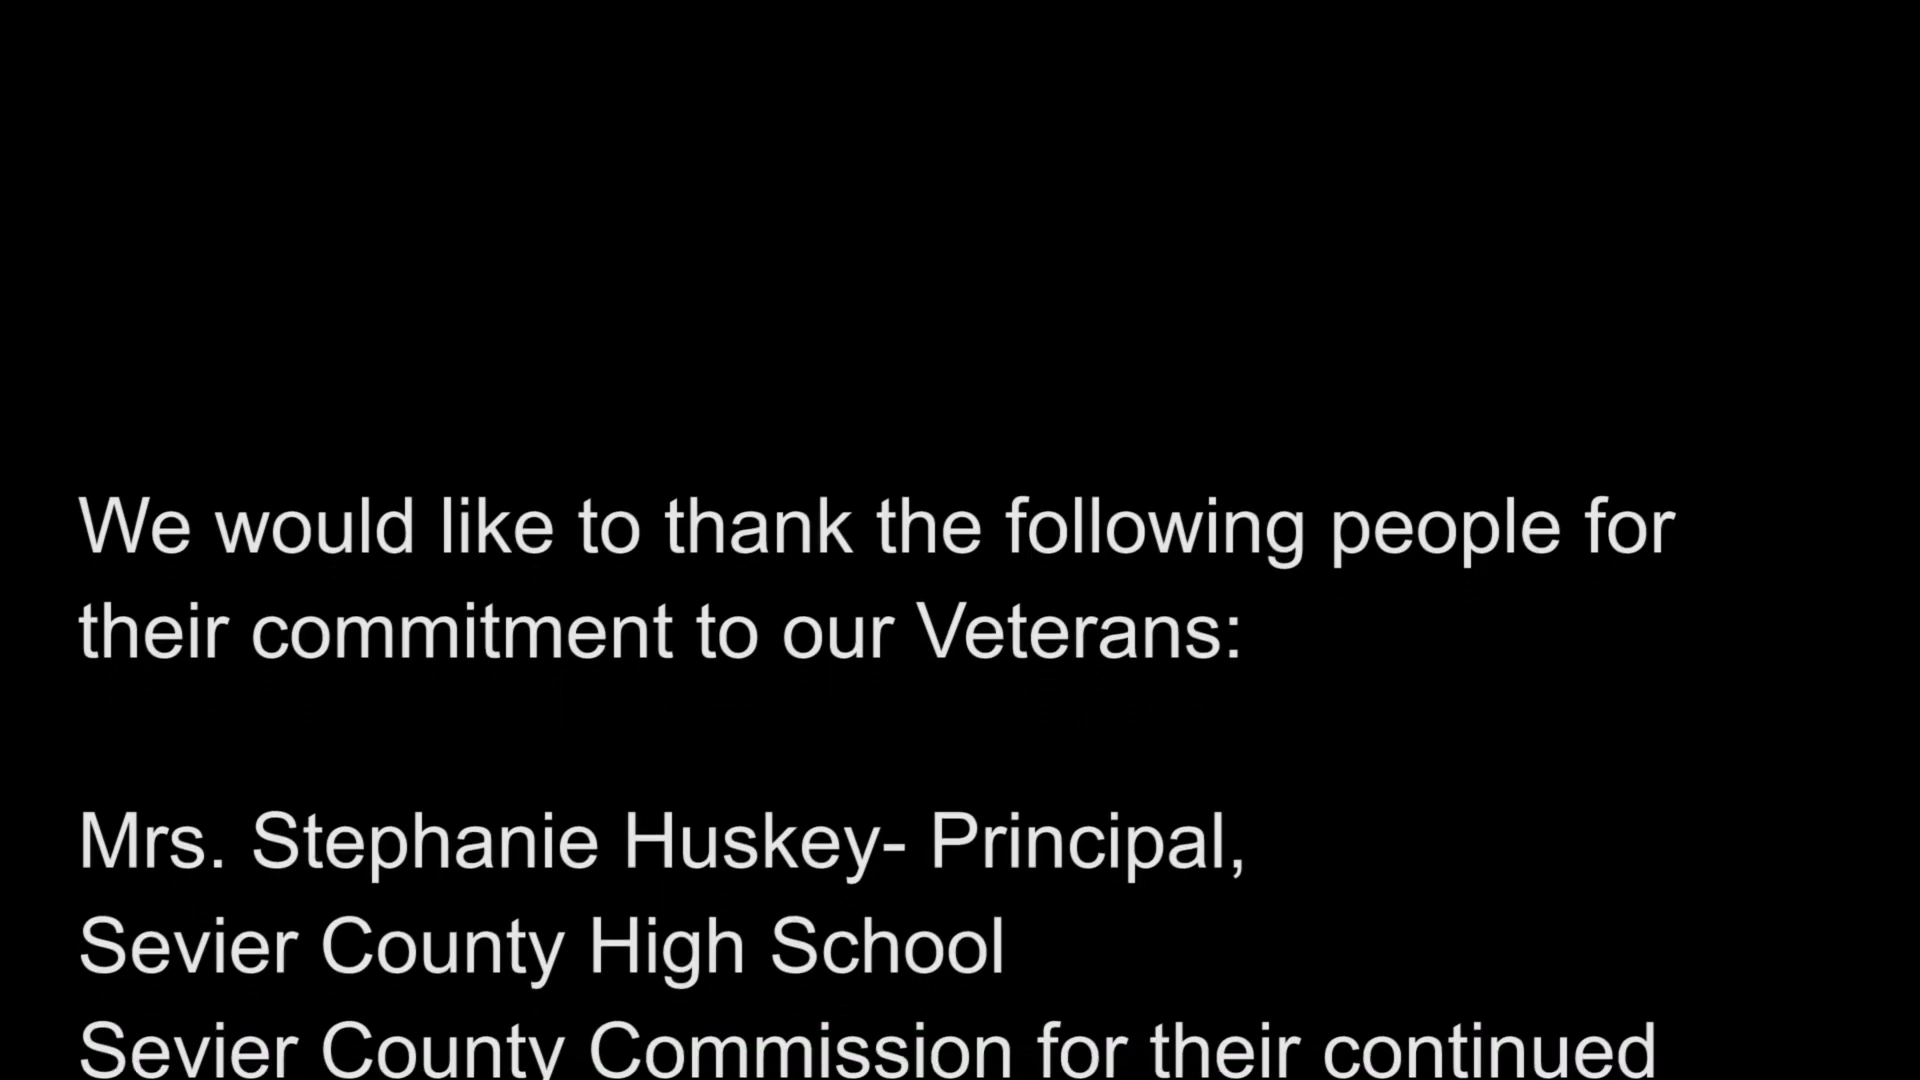 We would like to thank the following people for
their commitment to our Veterans:
Mrs. Stephanie Huskey- Principal,
Sevier County High School
Sevier County Commission for their continued